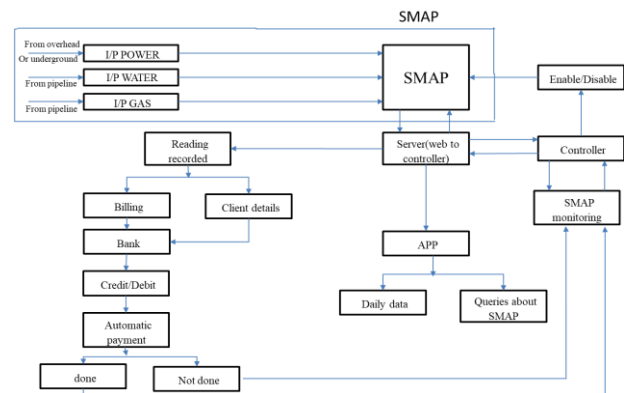 SMAP
From overhead
Or underground
I/P POWER
SMAP
From pipeline
I/P WATER
Enable/Disable
From pipeline
I/P GAS
Reading
recorded
Server(web to
controller)
Controller
Billing
Client details
SMAP
monitoring
Bank
APP
Credit/Debit
Daily data
Queries about
SMAP
Automatic
payment
done
Not done